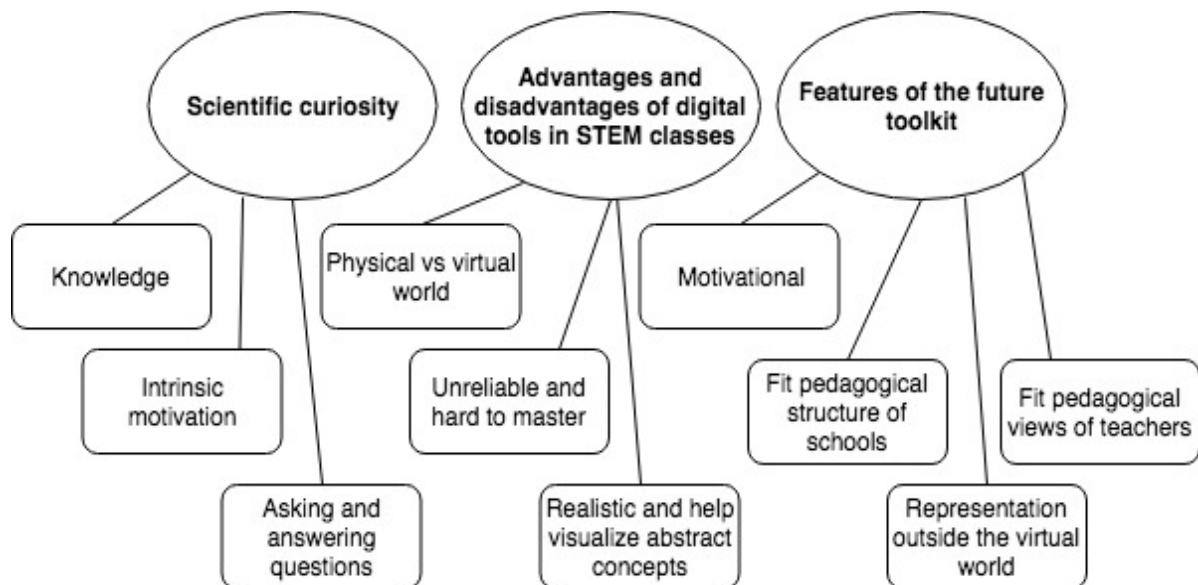 Scientific curiosity
Advantages and
disadvantages of digital
tools in STEM classes
Features of the future
toolkit
Knowledge
Physical vs virtual
world
Motivational
Intrinsic
motivation
Unreliable and
hard to master
Fit pedagogical
structure of
schools
Fit pedagogical
views of teachers
Asking and
answering
questions
Realistic and help
visualize abstract
concepts
Representation
outside the virtual
world